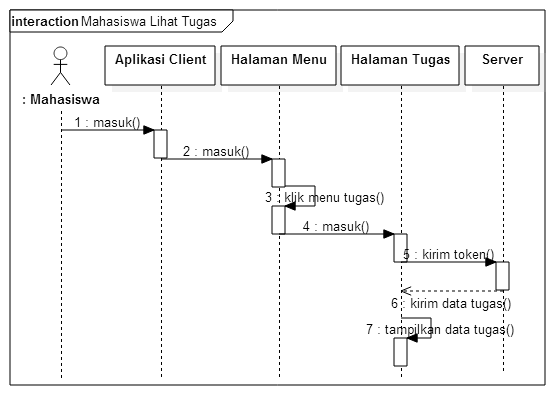 interaction Mahasiswa Lihat Tugas
Aplikasi Client
Halaman Menu
Halaman Tugas
Server
: Mahasiswa
1 : masuk()
2 : masuk()
3 : klik menu tugas()
4 : masuk()
5 : kirim token()
6 : kirim data tugas()
7 : tampilkan data tugas()